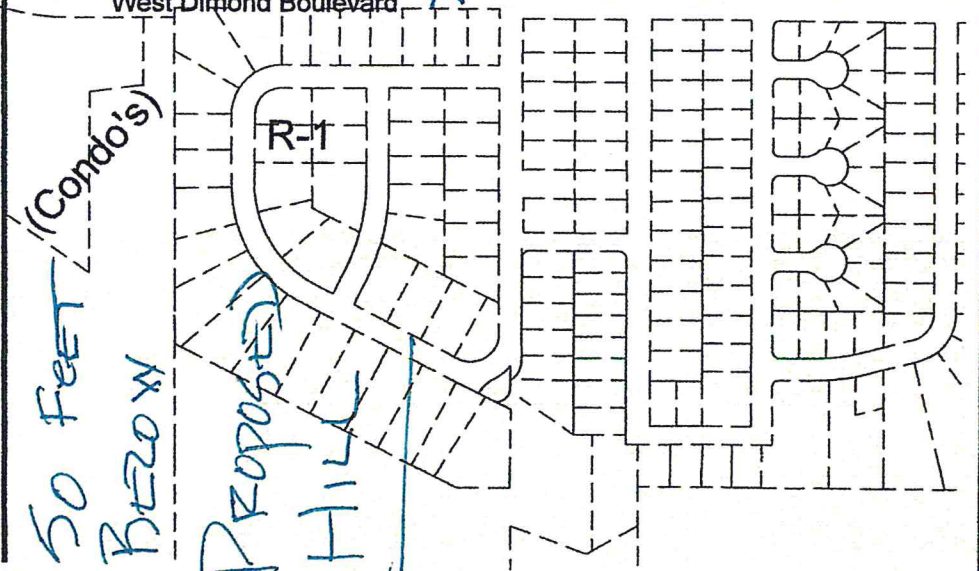 West Dimond Boulevard
R-1
(Condo's)
50 FEET
BELOW
PROPOSED
HILL